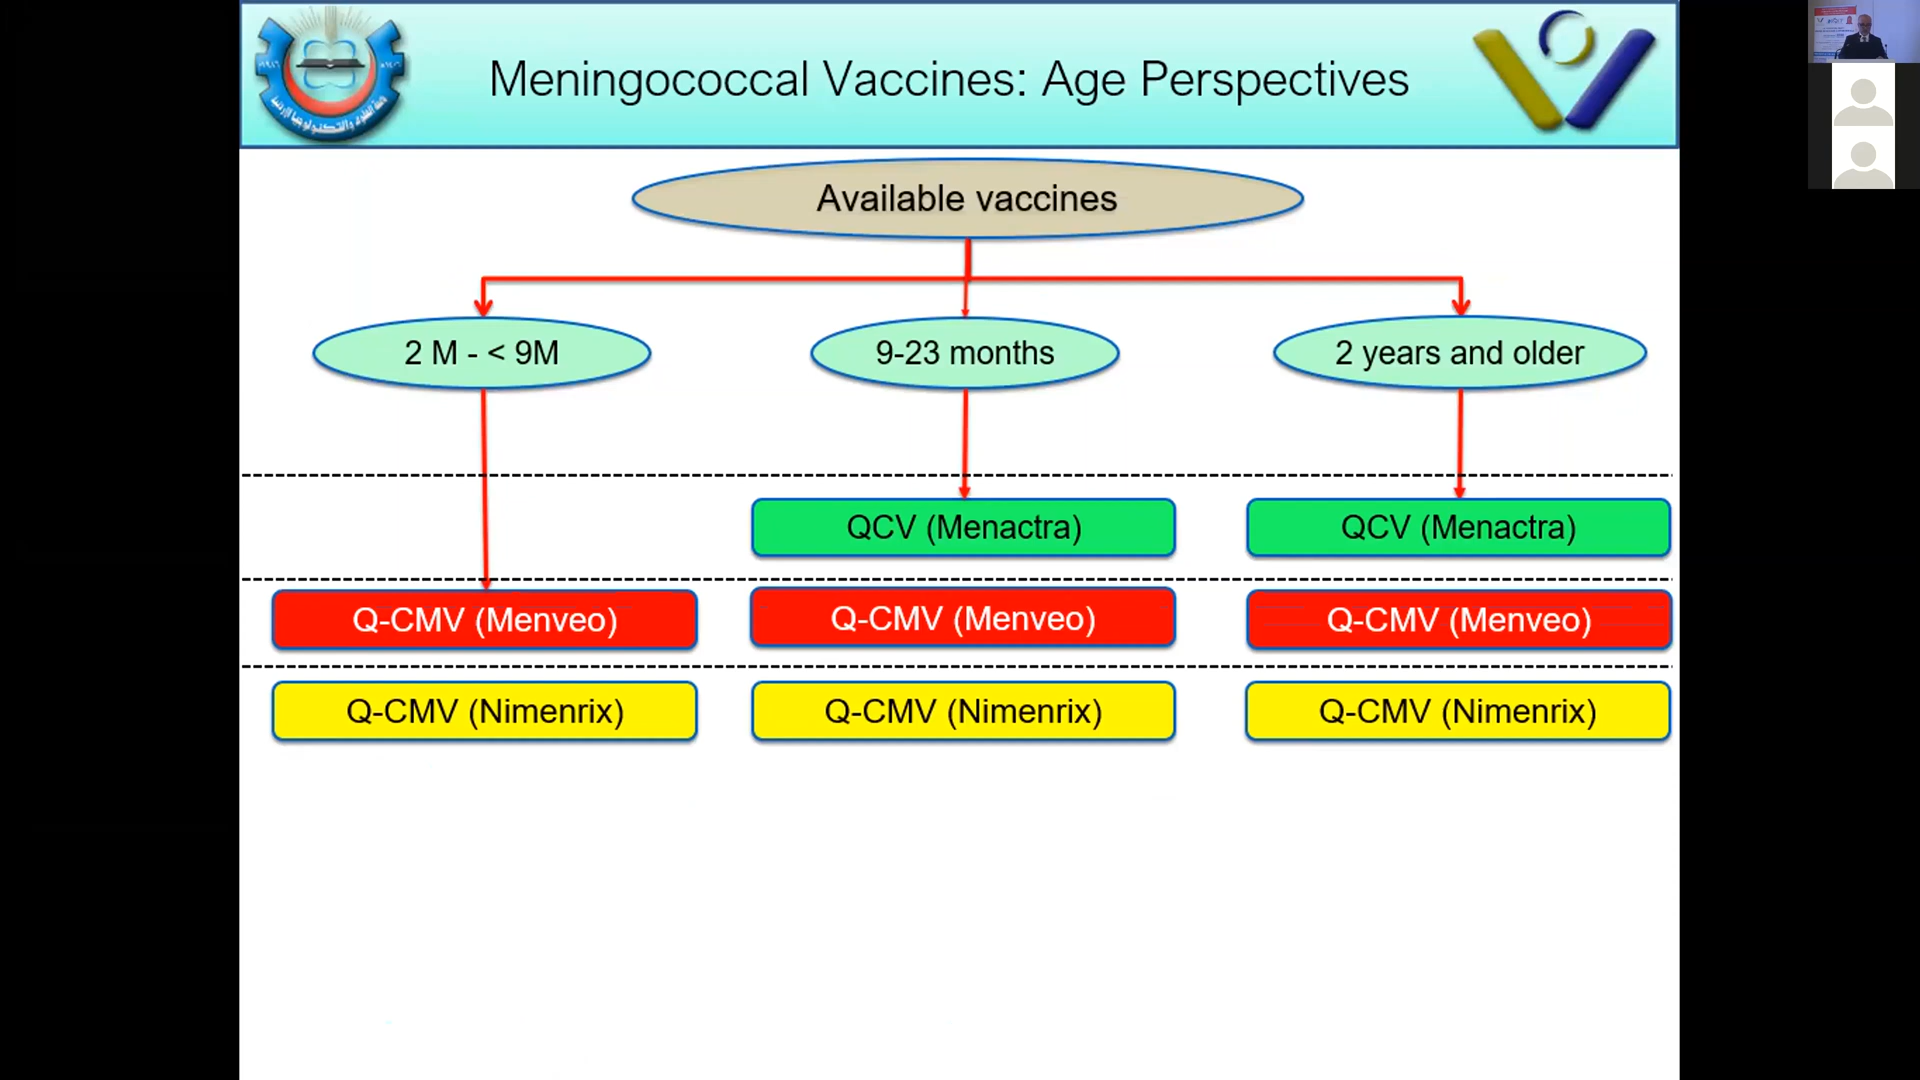 Meningococcal Vaccines: Age Perspectives
Available vaccines
2 M - < 9M
9-23 months
2 years and older
QCV (Menactra)
QCV (Menactra)
Q-CMV (Menveo)
Q-CMV (Menveo)
Q-CMV (Menveo)
Q-CMV (Nimenrix)
Q-CMV (Nimenrix)
Q-CMV (Nimenrix)